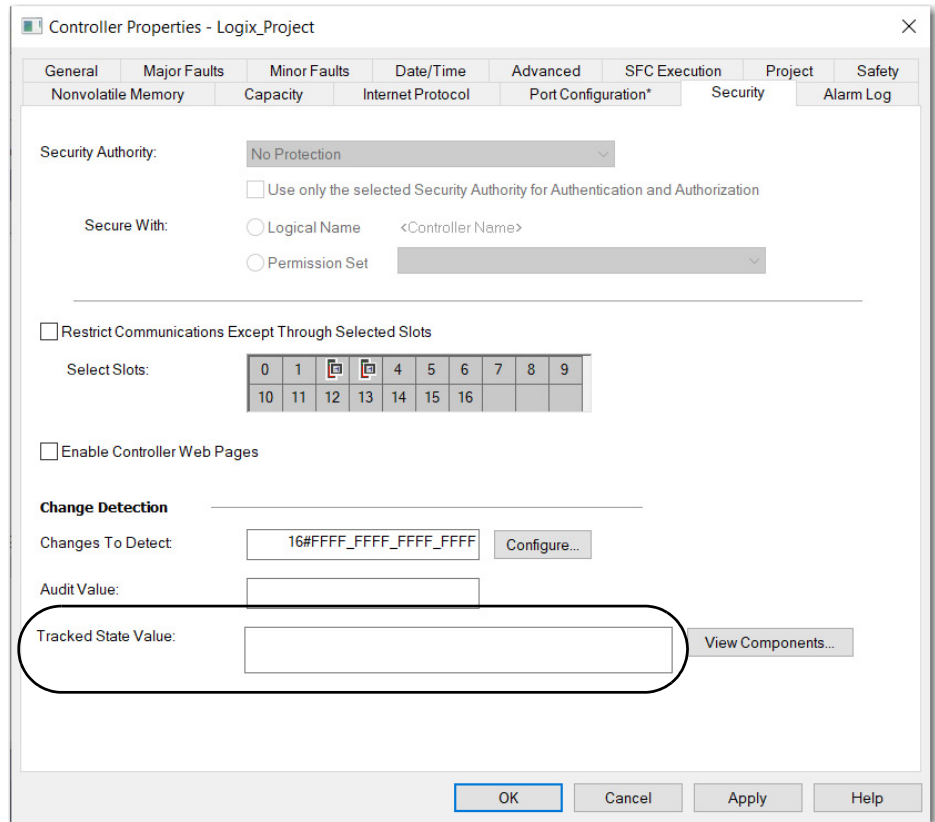 Controller Properties - Logix_Project
General Major Faults Minor Faults Date/Time Advanced SFC Execution Project Safety
Nonvolatile Memory Capacity Internet Protocol Port Configuration* Security Alarm Log
Security Authority: No Protection
Use only the selected Security Authority for Authentication and Authorization
Secure With: Logical Name <Controller Name>
Permission Set
Restrict Communications Except Through Selected Slots
Select Slots: 0 1 4 5 6 7 8 9
10 11 12 13 14 15 16
Enable Controller Web Pages
Change Detection
Changes To Detect: 16#FFFF_FFFF_FFFF_FFFF Configure...
Audit Value:
Tracked State Value: View Components...
OK Cancel Apply Help